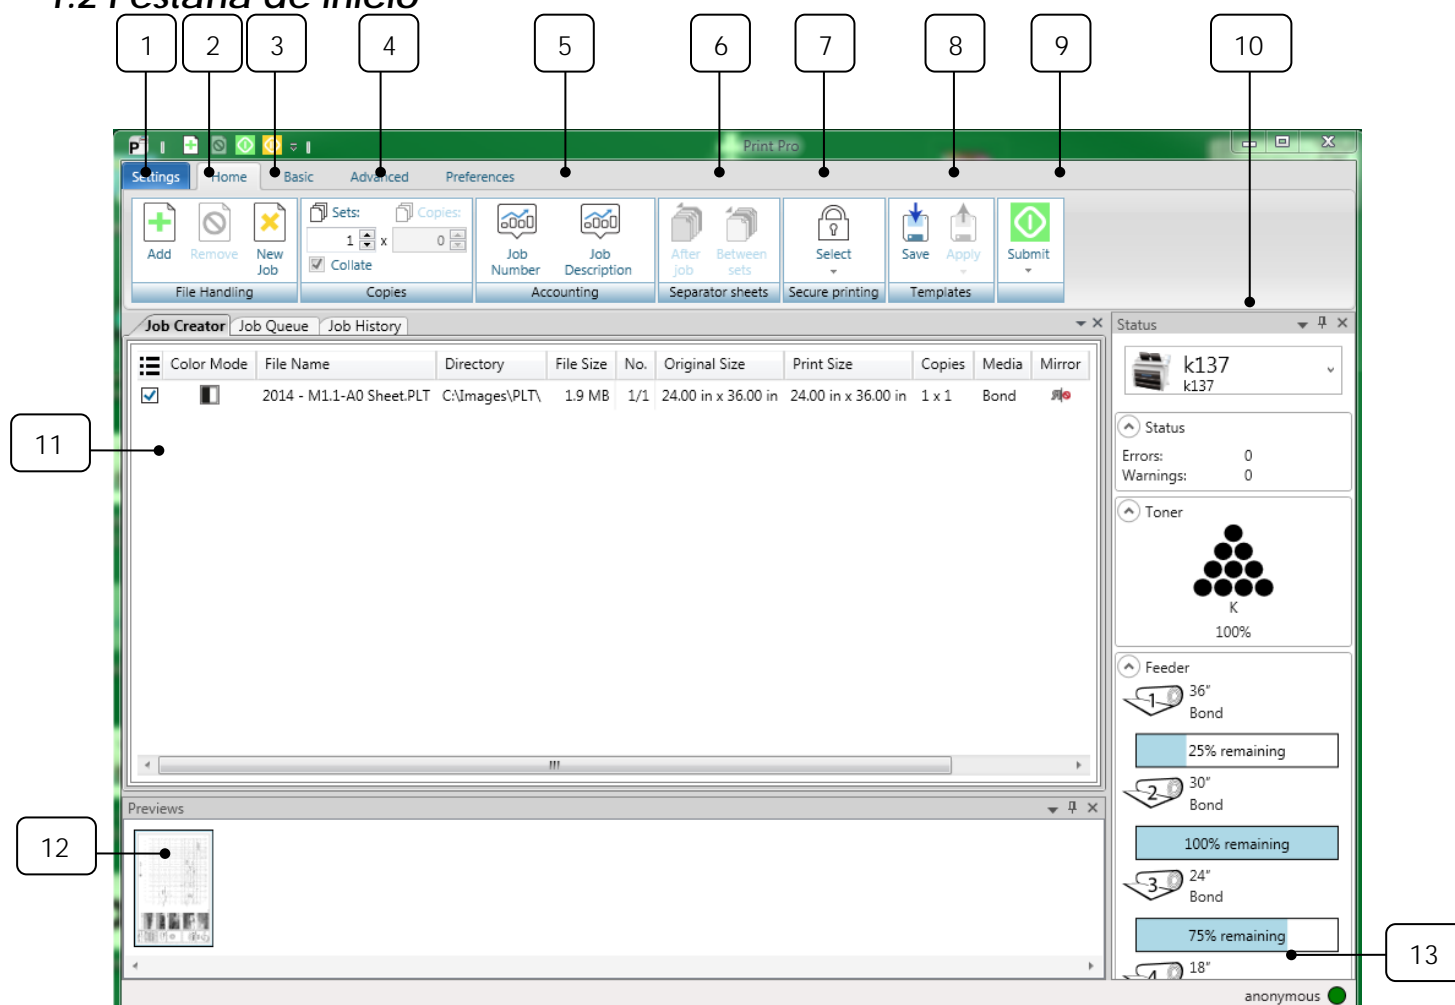 1.2 Pestaña de Inicio
1 2 3 4 5 6 7 8 9 10
Print Pro
Settings Home Basic Advanced Preferences
Sets: Copies:
1 x 0
Collate
Add Remove New Job
Job Number Job Description
After job Between sets
Select
Save Apply
Submit
File Handling Copies Accounting Separator sheets Secure printing Templates
Job Creator Job Queue Job History
Color Mode File Name Directory File Size No. Original Size Print Size Copies Media Mirror
2014 - M1.1-A0 Sheet.PLT C:\Images\PLT\ 1.9 MB 1/1 24.00 in x 36.00 in 24.00 in x 36.00 in 1 x 1 Bond
11
Previews
12
Status
k137
k137
Status
Errors: 0
Warnings: 0
Toner
K
100%
Feeder
1 36"
Bond
25% remaining
2 30"
Bond
100% remaining
3 24"
Bond
75% remaining
13
4 18"
anonymous